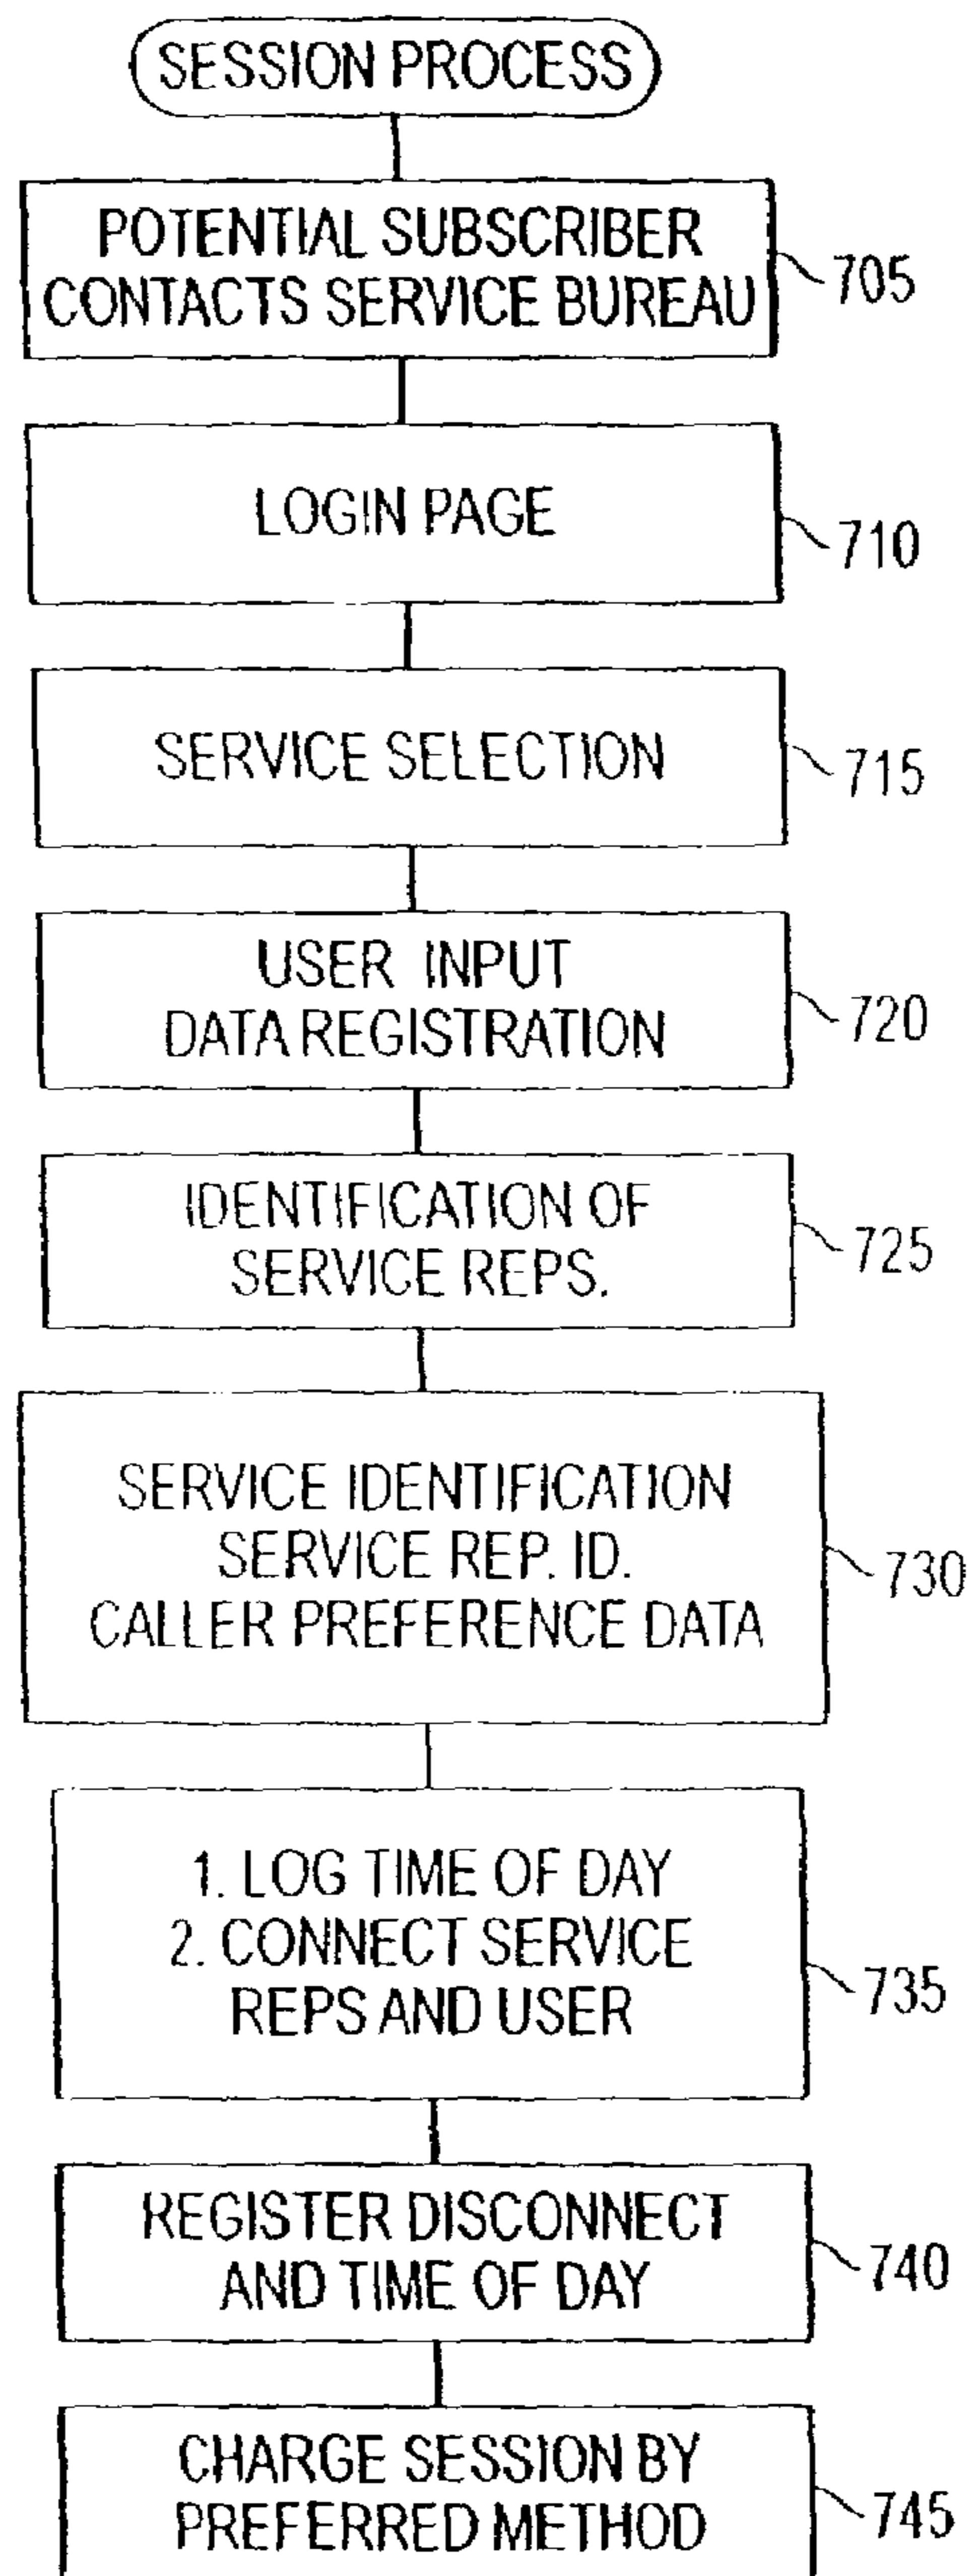 SESSION PROCESS
POTENTIAL SUBSCRIBER
CONTACTS SERVICE BUREAU
705
LOGIN PAGE
710
SERVICE SELECTION
715
USER INPUT
DATA REGISTRATION
720
IDENTIFICATION OF
SERVICE REPS.
725
SERVICE IDENTIFICATION
SERVICE REP. ID.
CALLER PREFERENCE DATA
730
1. LOG TIME OF DAY
2. CONNECT SERVICE
REPS AND USER
735
REGISTER DISCONNECT
AND TIME OF DAY
740
CHARGE SESSION BY
PREFERRED METHOD
745